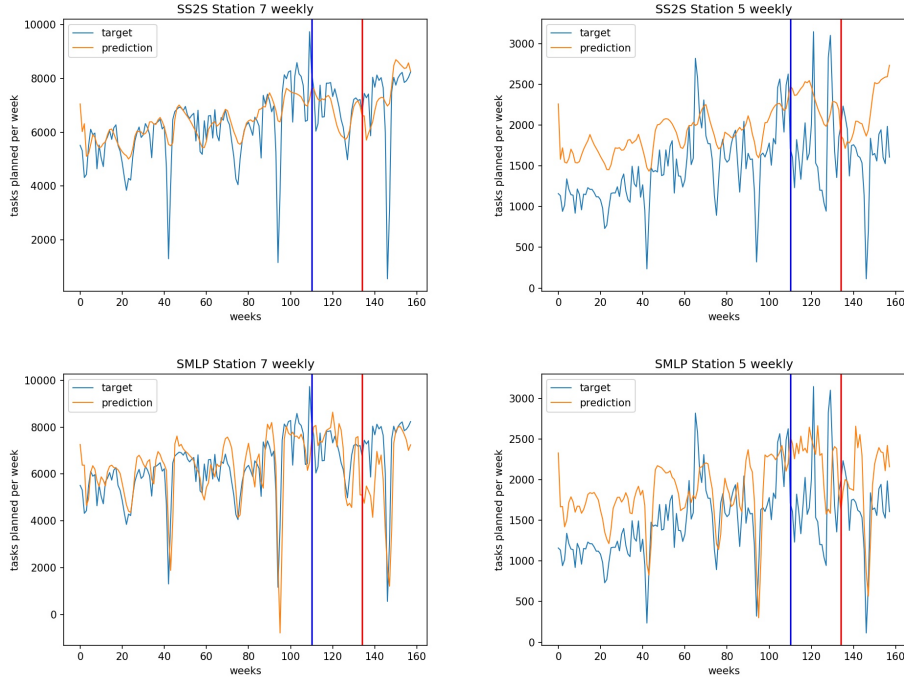 SS2S Station 7 weekly
target
prediction
tasks planned per week
10000
8000
6000
4000
2000
0 20 40 60 80 100 120 140 160
weeks
SS2S Station 5 weekly
target
prediction
tasks planned per week
3000
2500
2000
1500
1000
500
0
0 20 40 60 80 100 120 140 160
weeks
SMLP Station 7 weekly
target
prediction
tasks planned per week
10000
8000
6000
4000
2000
0
0 20 40 60 80 100 120 140 160
weeks
SMLP Station 5 weekly
target
prediction
tasks planned per week
3000
2500
2000
1500
1000
500
0
0 20 40 60 80 100 120 140 160
weeks